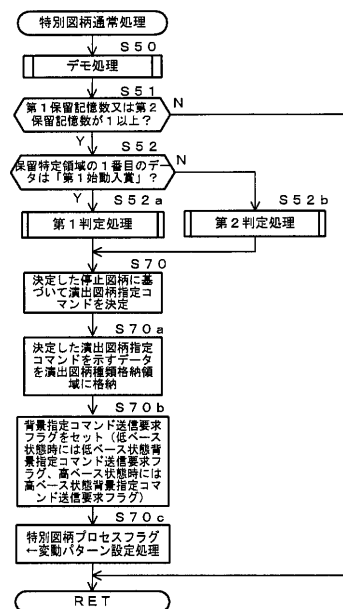 特別図柄通常処理
S50
デモ処理
S51
第1保留記憶数又は第2
保留記憶数が1以上?
N
Y
S52
保留特定領域の1番目のデー
タは「第1始動入賞」?
N
Y
S52a
第1判定処理
S52b
第2判定処理
S70
決定した停止図柄に基
づいて演出図柄指定コ
マンドを決定
S70a
決定した演出図柄指定
コマンドを示すデータ
を演出図柄種類格納領
域に格納
S70b
背景指定コマンド送信要求
フラグをセット(低ベース
状態時には低ベース状態背
景指定コマンド送信要求フ
ラグ、高ベース状態時には
高ベース状態背景指定コマ
ンド送信要求フラグ)
S70c
特別図柄プロセスフラグ
←変動パターン設定処理
RET